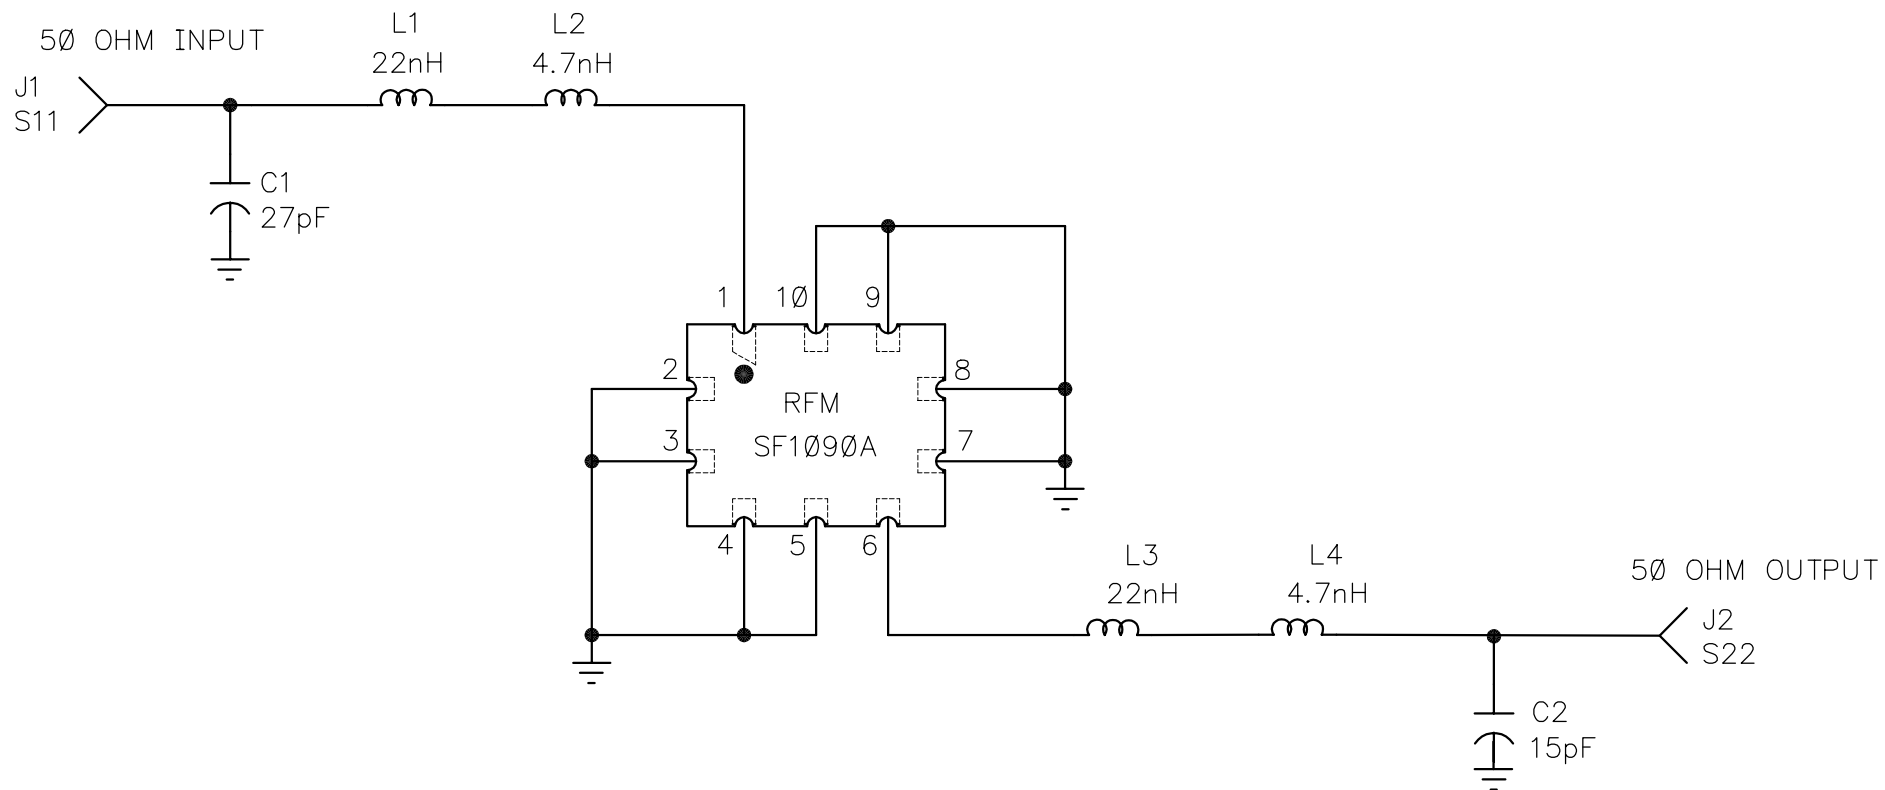 50 OHM INPUT
J1
S11
L1
22nH
L2
4.7nH
C1
27pF
1
10
9
2
8
RFM
3
7
SF1090A
4
5
6
L3
22nH
L4
4.7nH
50 OHM OUTPUT
J2
S22
C2
15pF